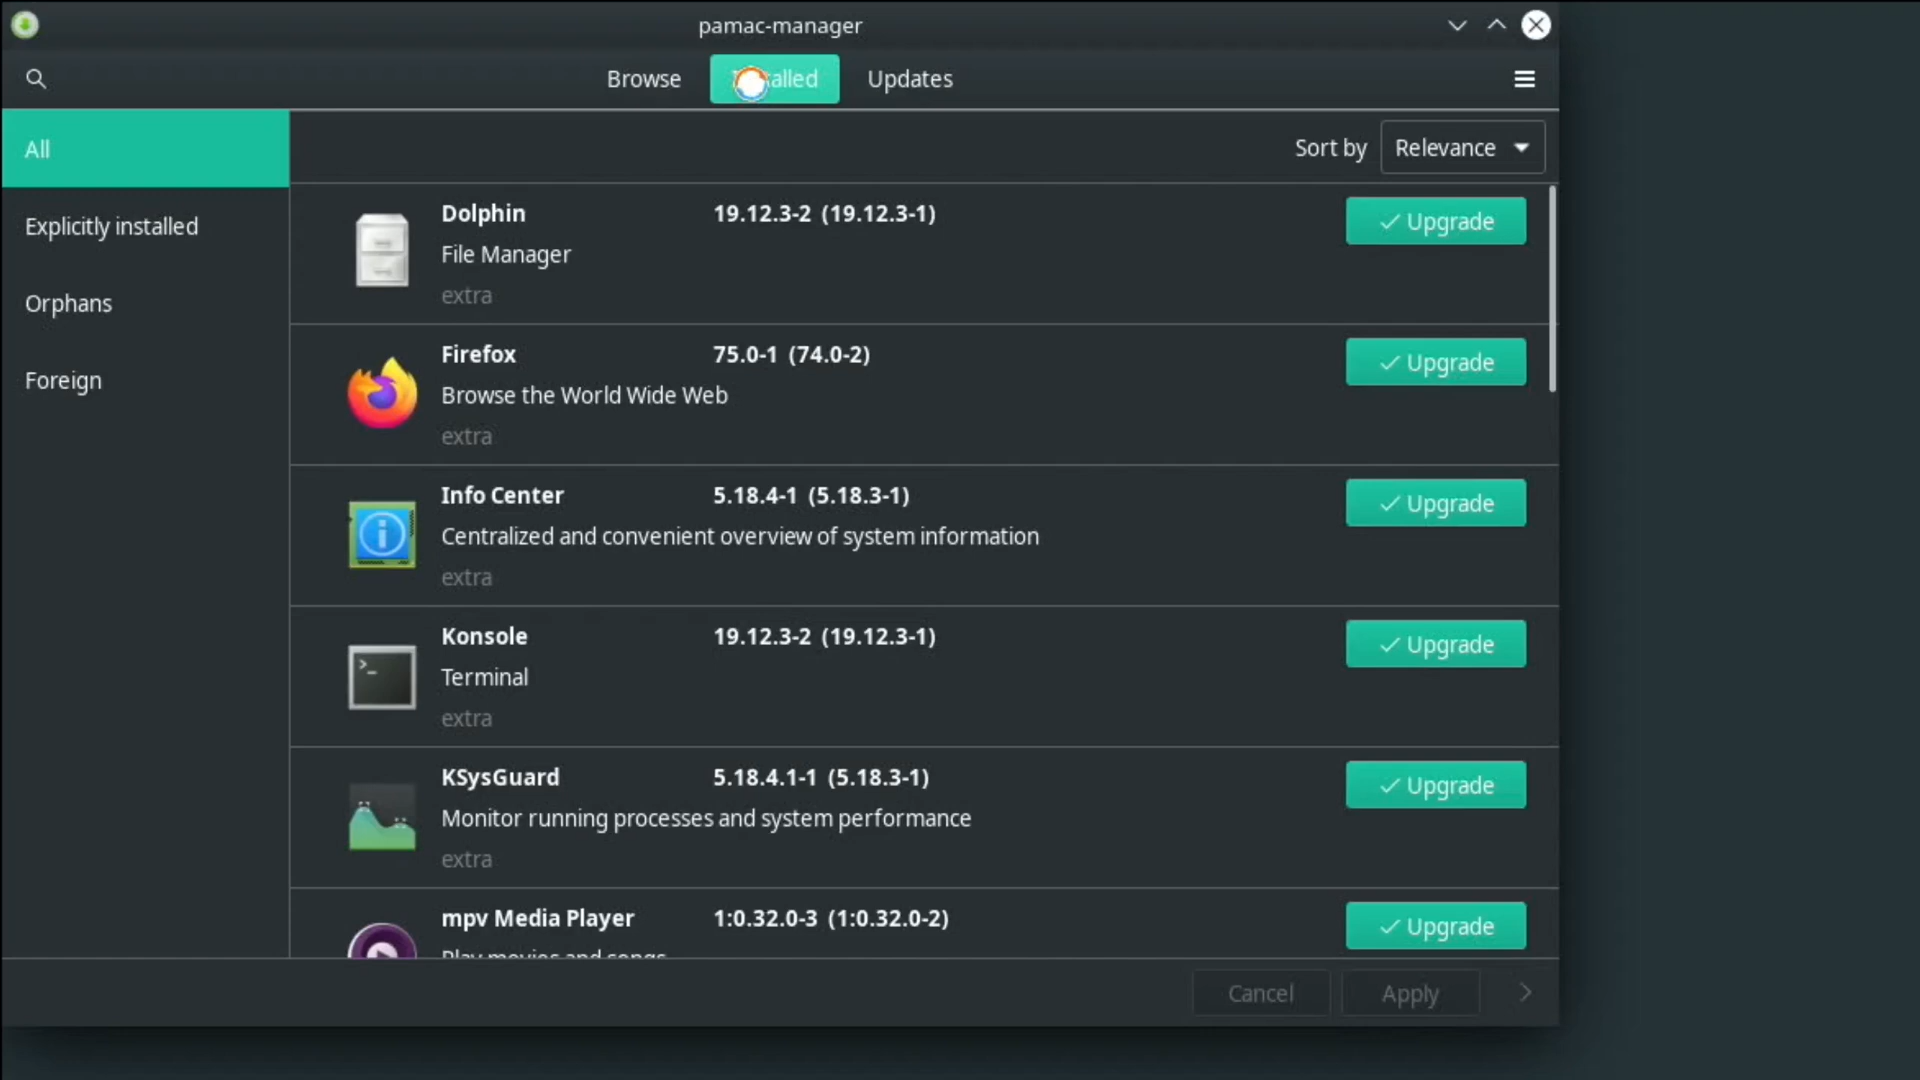 pamac-manager
Browse
Updates
All
Sort by Relevance
Explicitly installed
Orphans
Foreign
Dolphin 19.12.3-2 (19.12.3-1)
Upgrade
File Manager
extra
Firefox 75.0-1 (74.0-2)
Upgrade
Browse the World Wide Web
extra
Info Center 5.18.4-1 (5.18.3-1)
Upgrade
Centralized and convenient overview of system information
extra
Konsole 19.12.3-2 (19.12.3-1)
Upgrade
Terminal
extra
KSysGuard 5.18.4.1-1 (5.18.3-1)
Upgrade
Monitor running processes and system performance
extra
mpv Media Player 1:0.32.0-3 (1:0.32.0-2)
Upgrade
Play movies and songs
Cancel
Apply